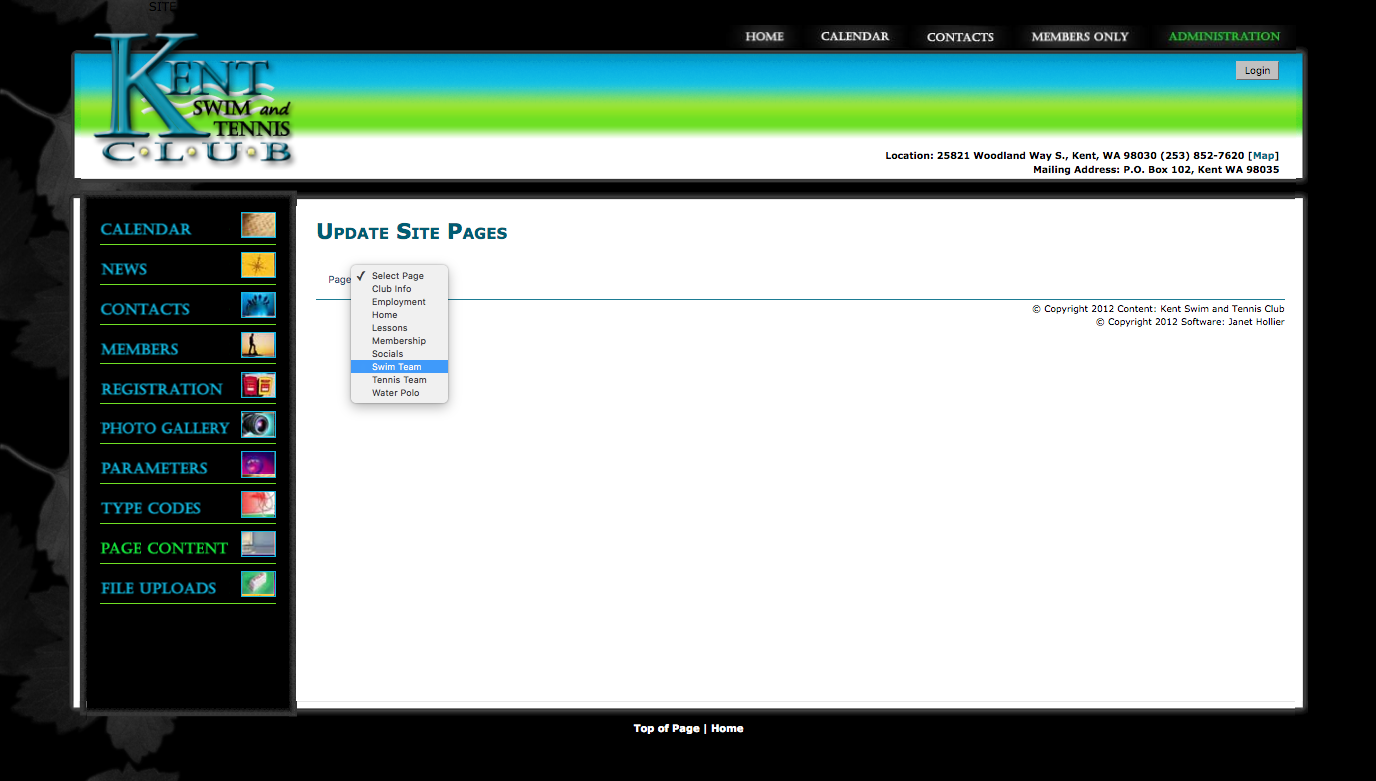 SITE
HOME
CALENDAR
CONTACTS
MEMBERS ONLY
ADMINISTRATION
Login
KENT
SWIM and
TENNIS
C·L·U·B
Location: 25821 Woodland Way S., Kent, WA 98030 (253) 852-7620 [Map]
Mailing Address: P.O. Box 102, Kent WA 98035
CALENDAR
NEWS
CONTACTS
MEMBERS
REGISTRATION
PHOTO GALLERY
PARAMETERS
TYPE CODES
PAGE CONTENT
FILE UPLOADS
Update Site Pages
Page
✓ Select Page
Club Info
Employment
Home
Lessons
Membership
Socials
Swim Team
Tennis Team
Water Polo
© Copyright 2012 Content: Kent Swim and Tennis Club
© Copyright 2012 Software: Janet Hollier
Top of Page | Home